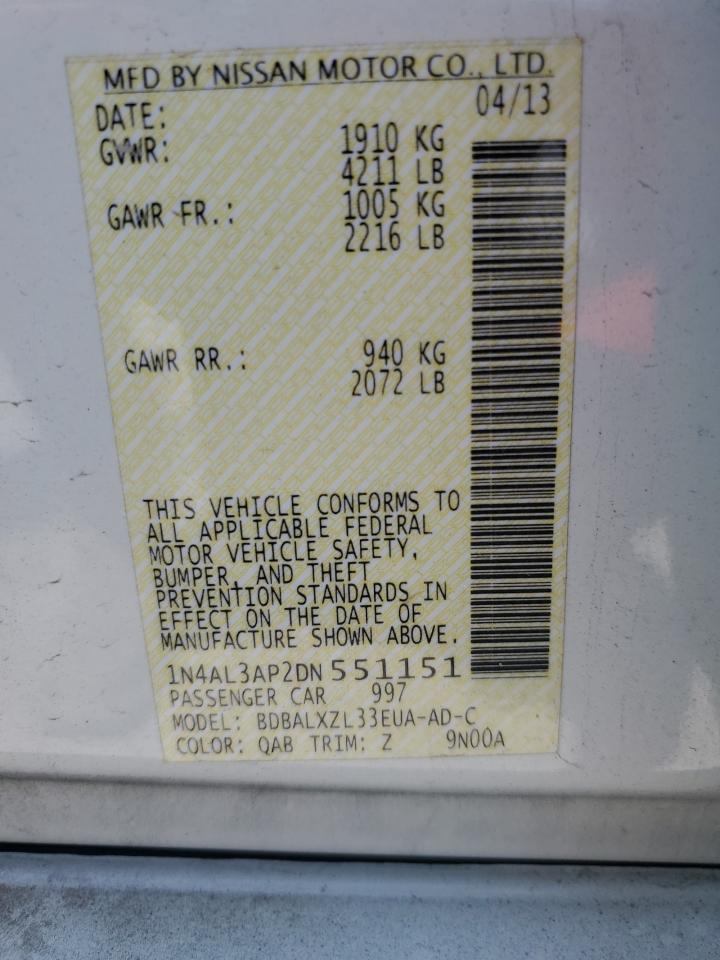 MFD BY NISSAN MOTOR CO., LTD.
DATE: 04/13
GVWR: 1910 KG
4211 LB
GAWR FR.: 1005 KG
2216 LB
GAWR RR.: 940 KG
2072 LB
THIS VEHICLE CONFORMS TO
ALL APPLICABLE FEDERAL
MOTOR VEHICLE SAFETY,
BUMPER, AND THEFT
PREVENTION STANDARDS IN
EFFECT ON THE DATE OF
MANUFACTURE SHOWN ABOVE.
1N4AL3AP2DN 551151
PASSENGER CAR 997
MODEL: BDBALXZL33EUA-AD-C
COLOR: QAB TRIM: Z 9N00A